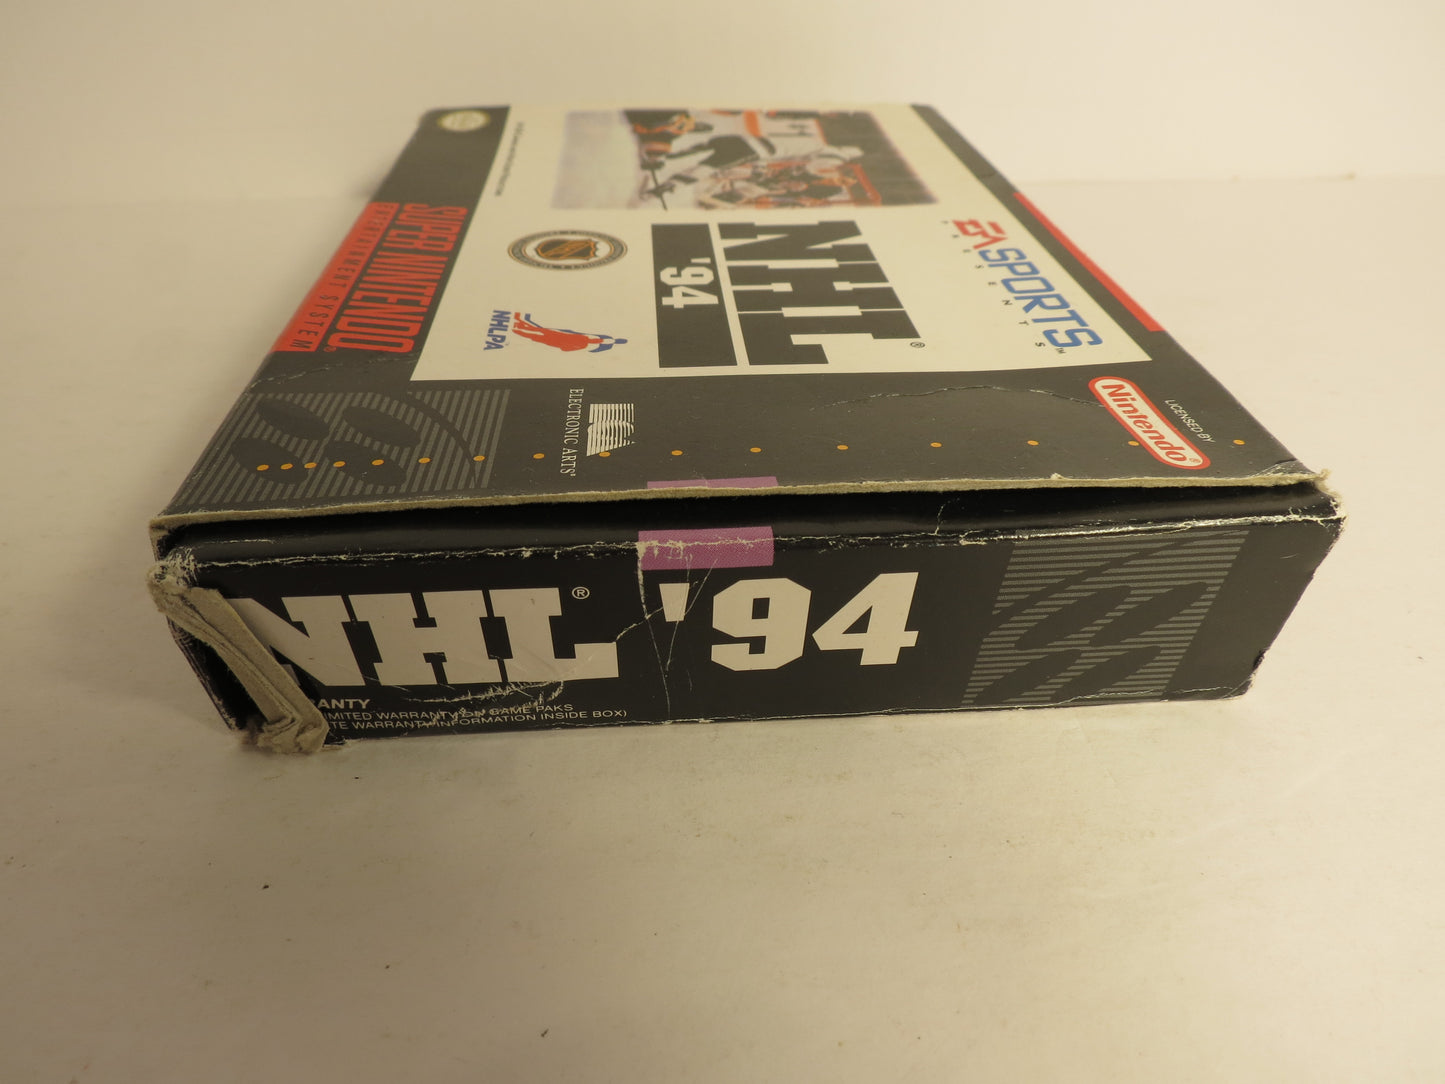 EA SPORTS™
PRESENTS
NHL®
'94
NHLPA
SUPER NINTENDO®
ENTERTAINMENT SYSTEM
LICENSED BY
Nintendo®
ELECTRONIC ARTS®
NHL® '94
ANTY
IMITED WARRANTY ON GAME PAKS
TE WARRANTY INFORMATION INSIDE BOX)